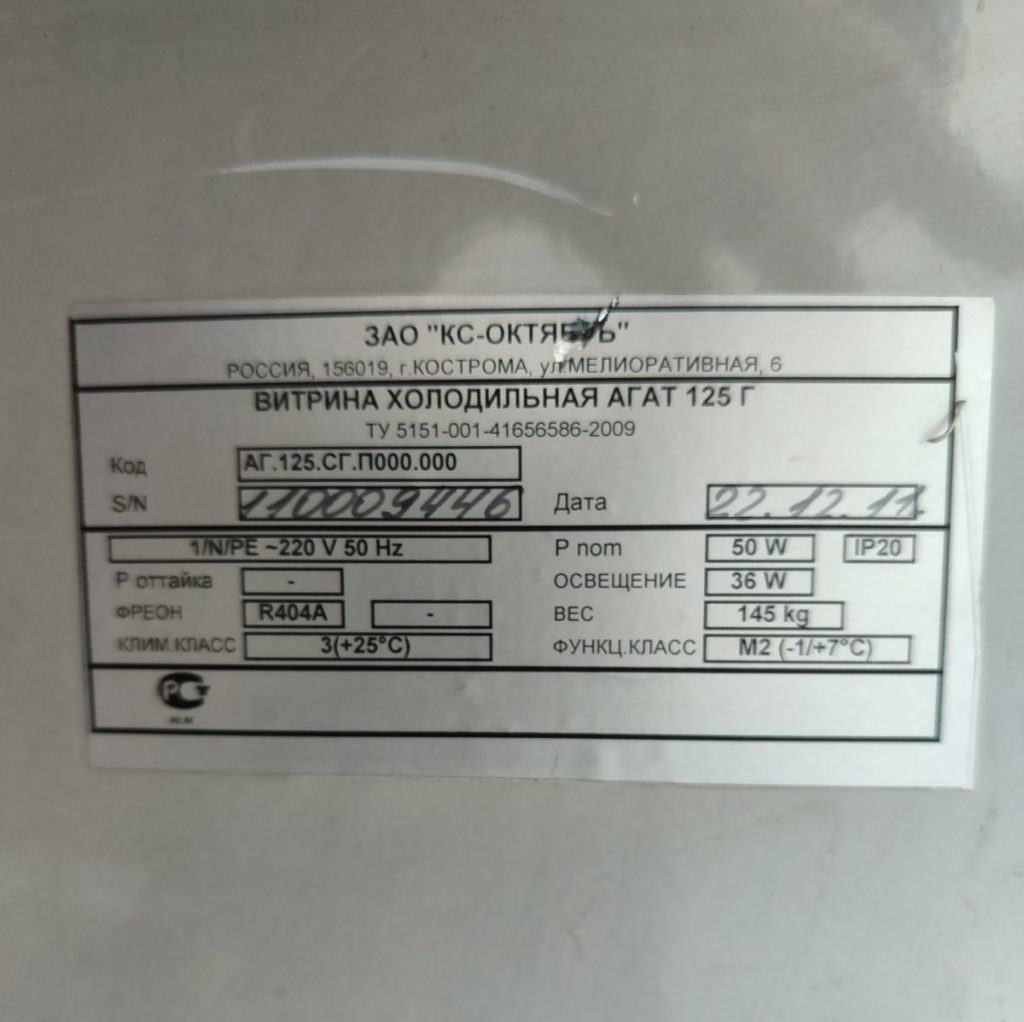 ЗАО "КС-ОКТЯБРЬ"
РОССИЯ, 156019, г.КОСТРОМА, ул.МЕЛИОРАТИВНАЯ, 6
ВИТРИНА ХОЛОДИЛЬНАЯ АГАТ 125 Г
ТУ 5151-001-41656586-2009
Код АГ.125.СГ.П000.000
S/N 110009446 Дата 22.12.11.
1/N/PE ~220 V 50 Hz P nom 50 W IP20
Р оттайка - ОСВЕЩЕНИЕ 36 W
ФРЕОН R404A - ВЕС 145 kg
КЛИМ.КЛАСС 3(+25°C) ФУНКЦ.КЛАСС M2 (-1/+7°C)
РСТ